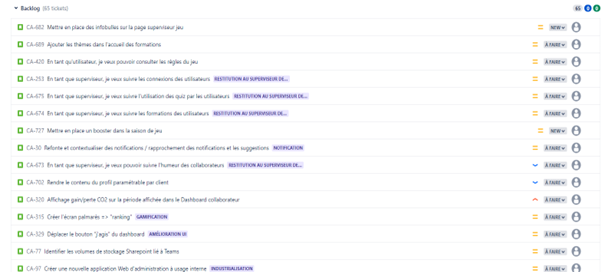 Backlog (65 tickets) 65 0 0
CA-682 Mettre en place des infobulles sur la page superviseur jeu NEW
CA-689 Ajouter les thèmes dans l'accueil des formations À FAIRE
CA-420 En tant qu'utilisateur, je veux pouvoir consulter les règles du jeu À FAIRE
CA-253 En tant que superviseur, je veux suivre les connexions des utilisateurs RESTITUTION AU SUPERVISEUR DE... À FAIRE
CA-675 En tant que superviseur, je veux suivre l'utilisation des quiz par les utilisateurs RESTITUTION AU SUPERVISEUR DE... À FAIRE
CA-674 En tant que superviseur, je veux suivre les formations des utilisateurs RESTITUTION AU SUPERVISEUR DE... À FAIRE
CA-727 Mettre en place un booster dans la saison de jeu NEW
CA-30 Refonte et contextualiser des notifications / rapprochement des notifications et les suggestions NOTIFICATION À FAIRE
CA-673 En tant que superviseur, je veux pouvoir suivre l'humeur des collaborateurs RESTITUTION AU SUPERVISEUR DE... À FAIRE
CA-702 Rendre le contenu du profil paramétrable par client À FAIRE
CA-320 Affichage gain/perte CO2 sur la période affichée dans le Dashboard collaborateur À FAIRE
CA-315 Créer l'écran palmarès => "ranking" GAMIFICATION À FAIRE
CA-329 Déplacer le bouton "j'agis" du dashboard AMÉLIORATION UI À FAIRE
CA-77 Identifier les volumes de stockage Sharepoint lié à Teams À FAIRE
CA-97 Créer une nouvelle application Web d'administration à usage interne INDUSTRIALISATION À FAIRE